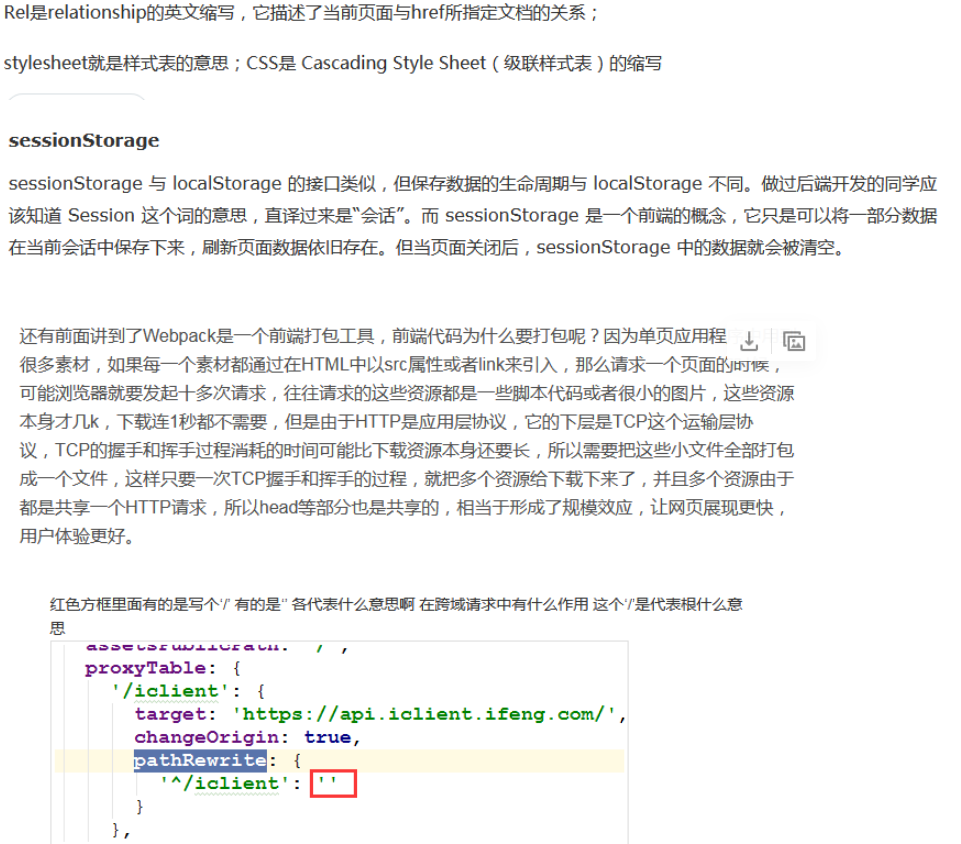 Rel是relationship的英文缩写，它描述了当前页面与href所指定文档的关系；
stylesheet就是样式表的意思；CSS是 Cascading Style Sheet（级联样式表）的缩写
sessionStorage
sessionStorage 与 localStorage 的接口类似，但保存数据的生命周期与 localStorage 不同。做过后端开发的同学应
该知道 Session 这个词的意思，直译过来是“会话”。而 sessionStorage 是一个前端的概念，它只是可以将一部分数据
在当前会话中保存下来，刷新页面数据依旧存在。但当页面关闭后，sessionStorage 中的数据就会被清空。
还有前面讲到了Webpack是一个前端打包工具，前端代码为什么要打包呢？因为单页应用程
很多素材，如果每一个素材都通过在HTML中以src属性或者link来引入，那么请求一个页面的时候，
可能浏览器就要发起十多次请求，往往请求的这些资源都是一些脚本代码或者很小的图片，这些资源
本身才几k，下载连1秒都不需要，但是由于HTTP是应用层协议，它的下层是TCP这个运输层协
议，TCP的握手和挥手过程消耗的时间可能比下载资源本身还要长，所以需要把这些小文件全部打包
成一个文件，这样只要一次TCP握手和挥手的过程，就把多个资源给下载下来了，并且多个资源由于
都是共享一个HTTP请求，所以head等部分也是共享的，相当于形成了规模效应，让网页展现更快，
用户体验更好。
红色方框里面有的是写个‘/’ 有的是‘’ 各代表什么意思啊 在跨域请求中有什么作用 这个‘/’是代表根什么意
思
assetsPublicPath: '/',
proxyTable: {
'/iclient': {
target: 'https://api.iclient.ifeng.com/',
changeOrigin: true,
pathRewrite: {
'^/iclient': ''
}
},